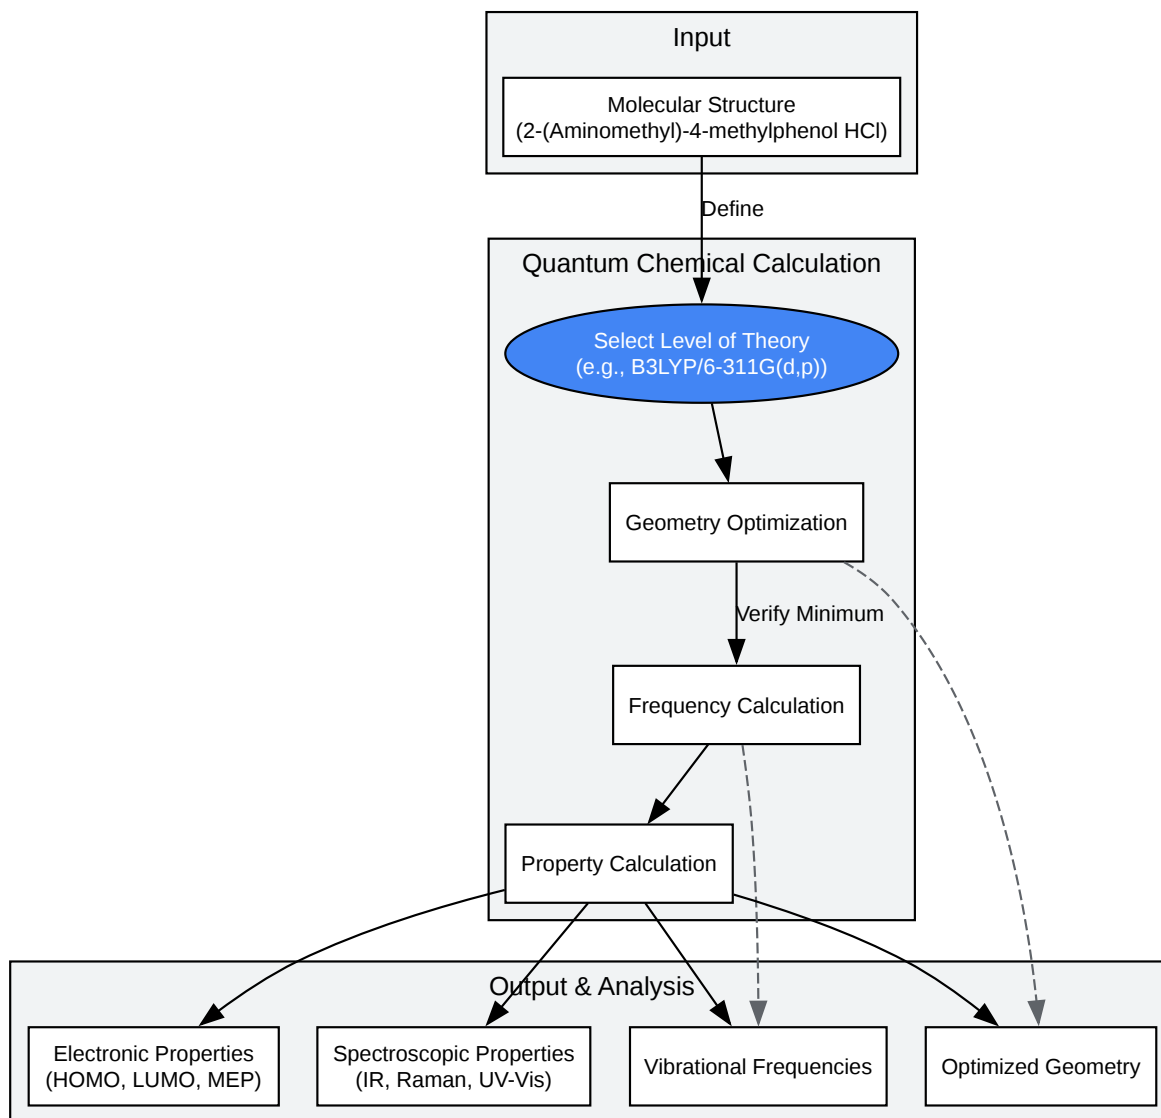 Input
Molecular Structure
(2-(Aminomethyl)-4-methylphenol HCl)
Define
Quantum Chemical Calculation
Select Level of Theory
(e.g., B3LYP/6-311G(d,p))
Geometry Optimization
Verify Minimum
Frequency Calculation
Property Calculation
Output & Analysis
Electronic Properties
(HOMO, LUMO, MEP)
Spectroscopic Properties
(IR, Raman, UV-Vis)
Vibrational Frequencies
Optimized Geometry